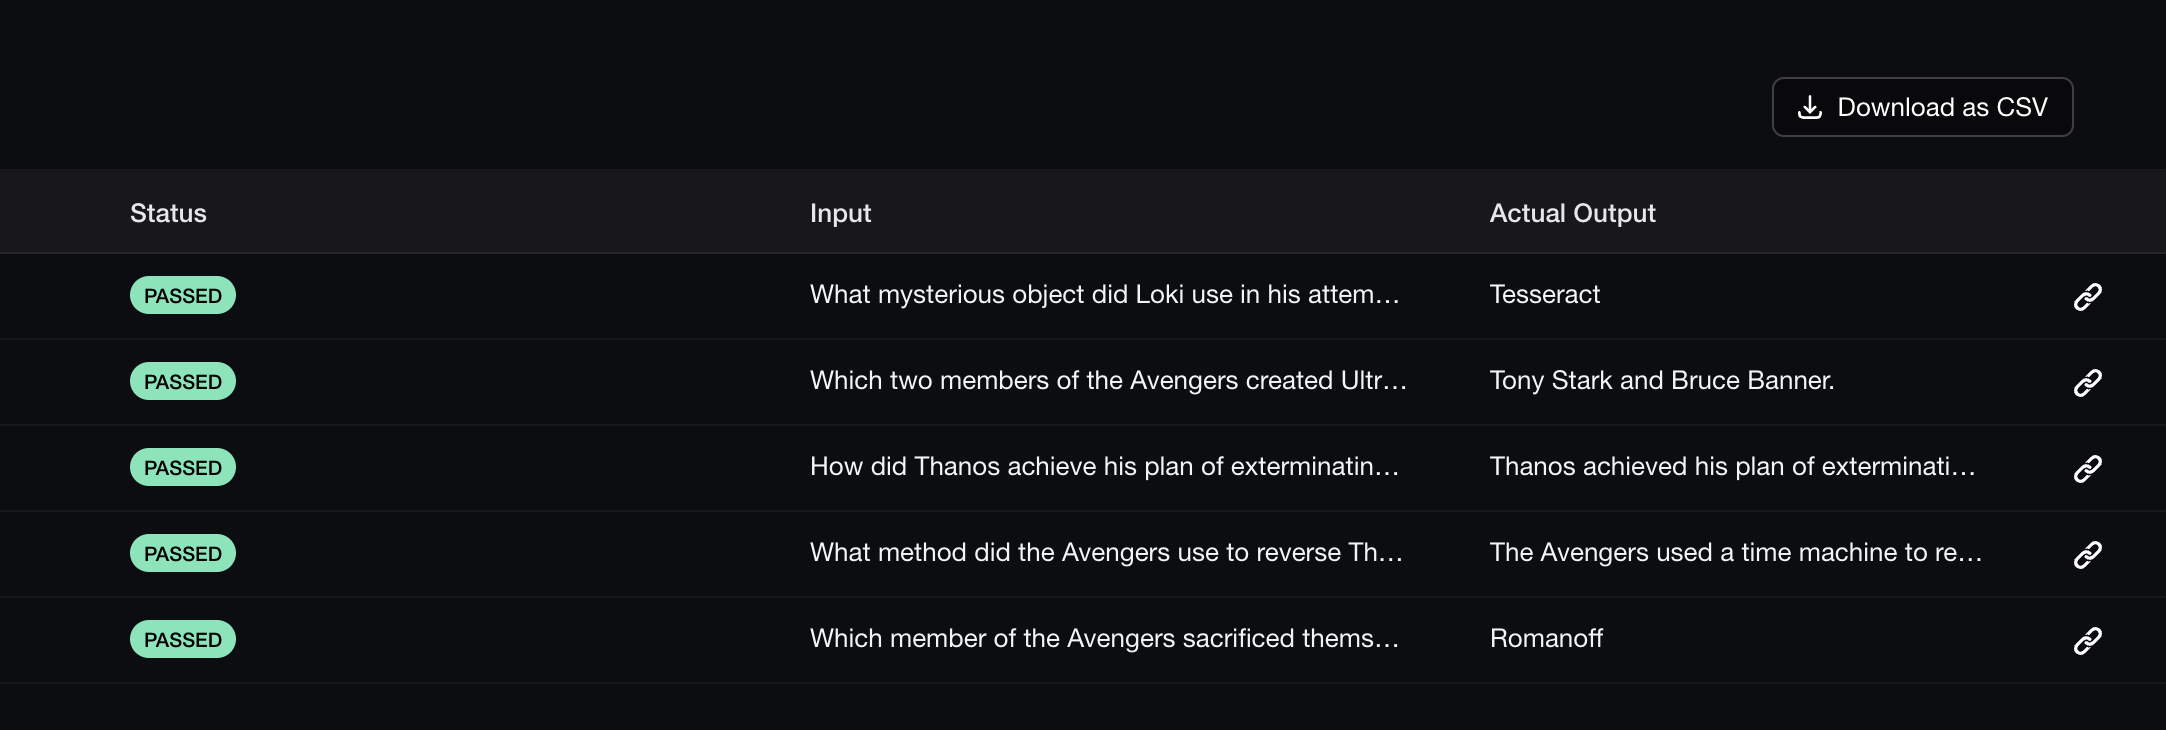 Download as CSV
Status Input Actual Output
PASSED What mysterious object did Loki use in his attem... Tesseract
PASSED Which two members of the Avengers created Ultr... Tony Stark and Bruce Banner.
PASSED How did Thanos achieve his plan of exterminatin... Thanos achieved his plan of exterminati...
PASSED What method did the Avengers use to reverse Th... The Avengers used a time machine to re...
PASSED Which member of the Avengers sacrificed thems... Romanoff